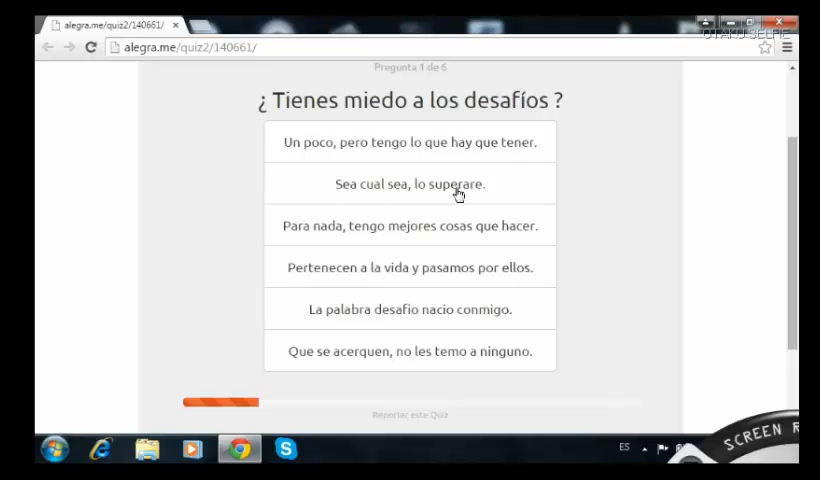 alegra.me/quiz2/140661/
OTAKU SELFIE
alegra.me/quiz2/140661/
Pregunta 1 de 6
¿ Tienes miedo a los desafíos ?
Un poco, pero tengo lo que hay que tener.
Sea cual sea, lo superare.
Para nada, tengo mejores cosas que hacer.
Pertenecen a la vida y pasamos por ellos.
La palabra desafio nacio conmigo.
Que se acerquen, no les temo a ninguno.
Reportar este Quiz
ES
SCREEN R